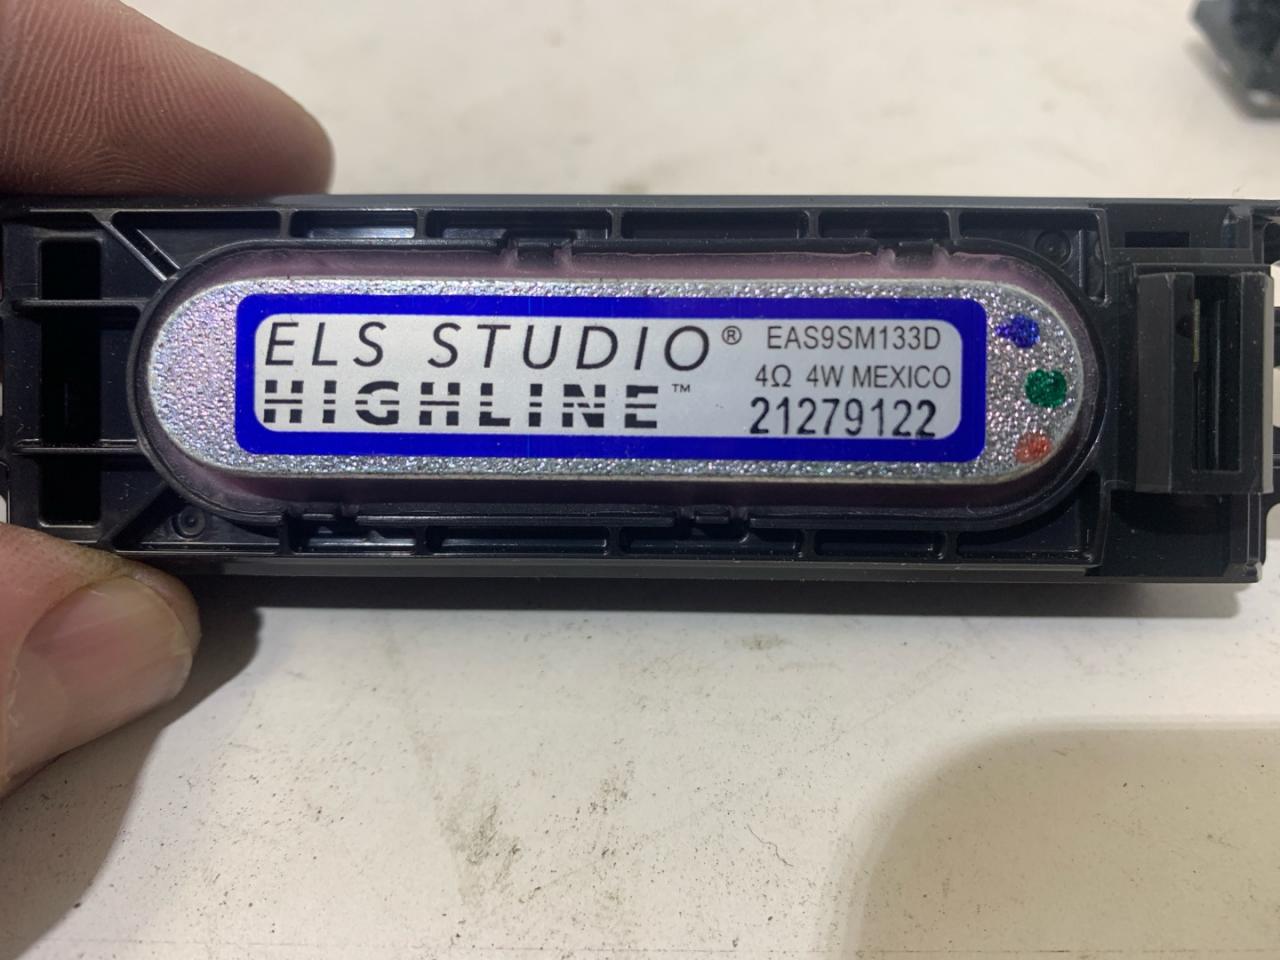 ELS STUDIO®
HIGHLINE™
EAS9SM133D
4Ω 4W MEXICO
21279122